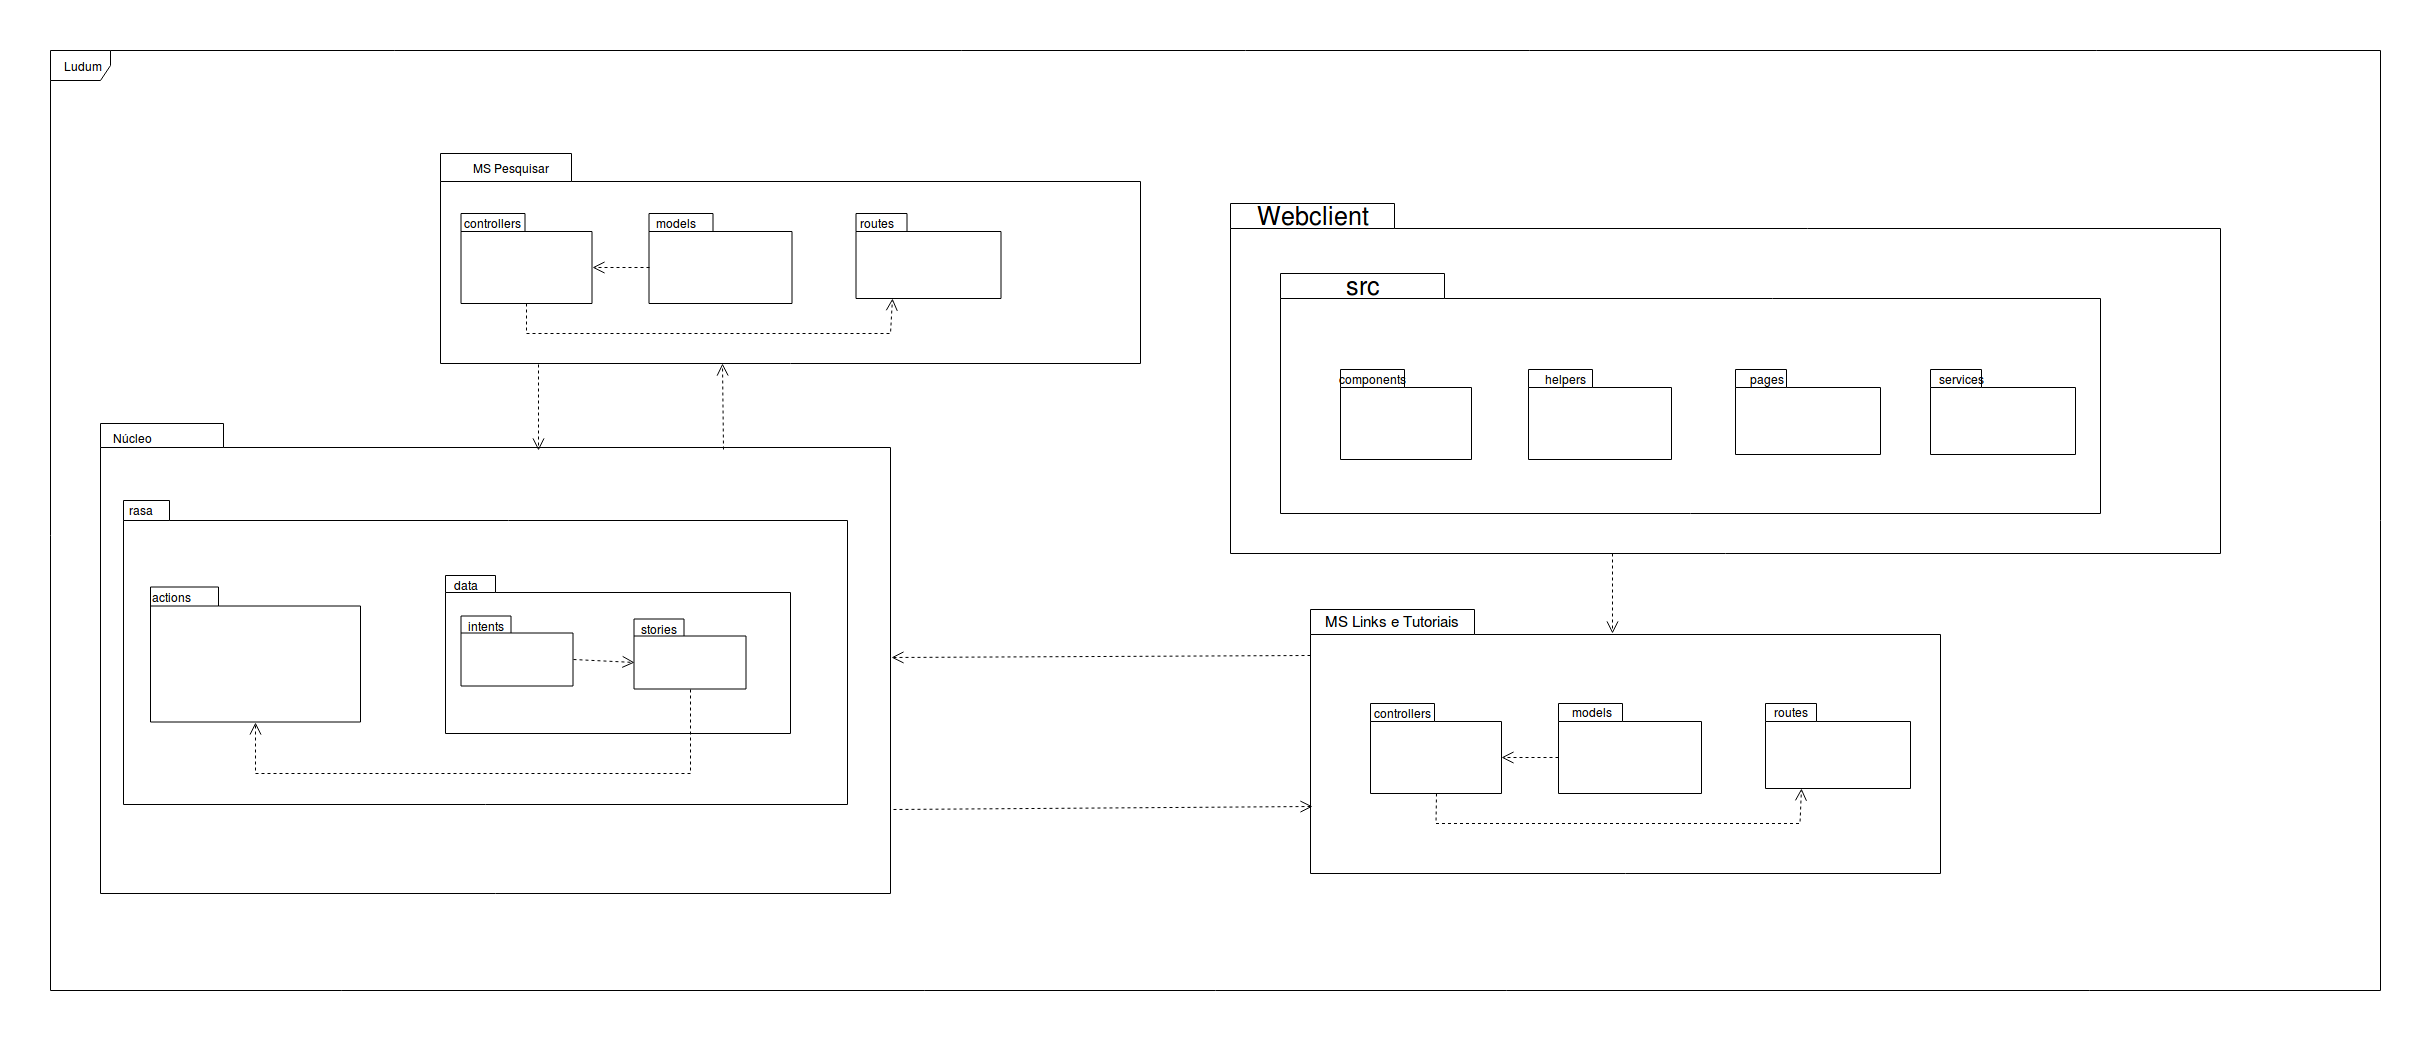 Ludum
MS Pesquisar
controllers
models
routes
Webclient
src
components
helpers
pages
services
Núcleo
rasa
actions
data
intents
stories
MS Links e Tutoriais
controllers
models
routes